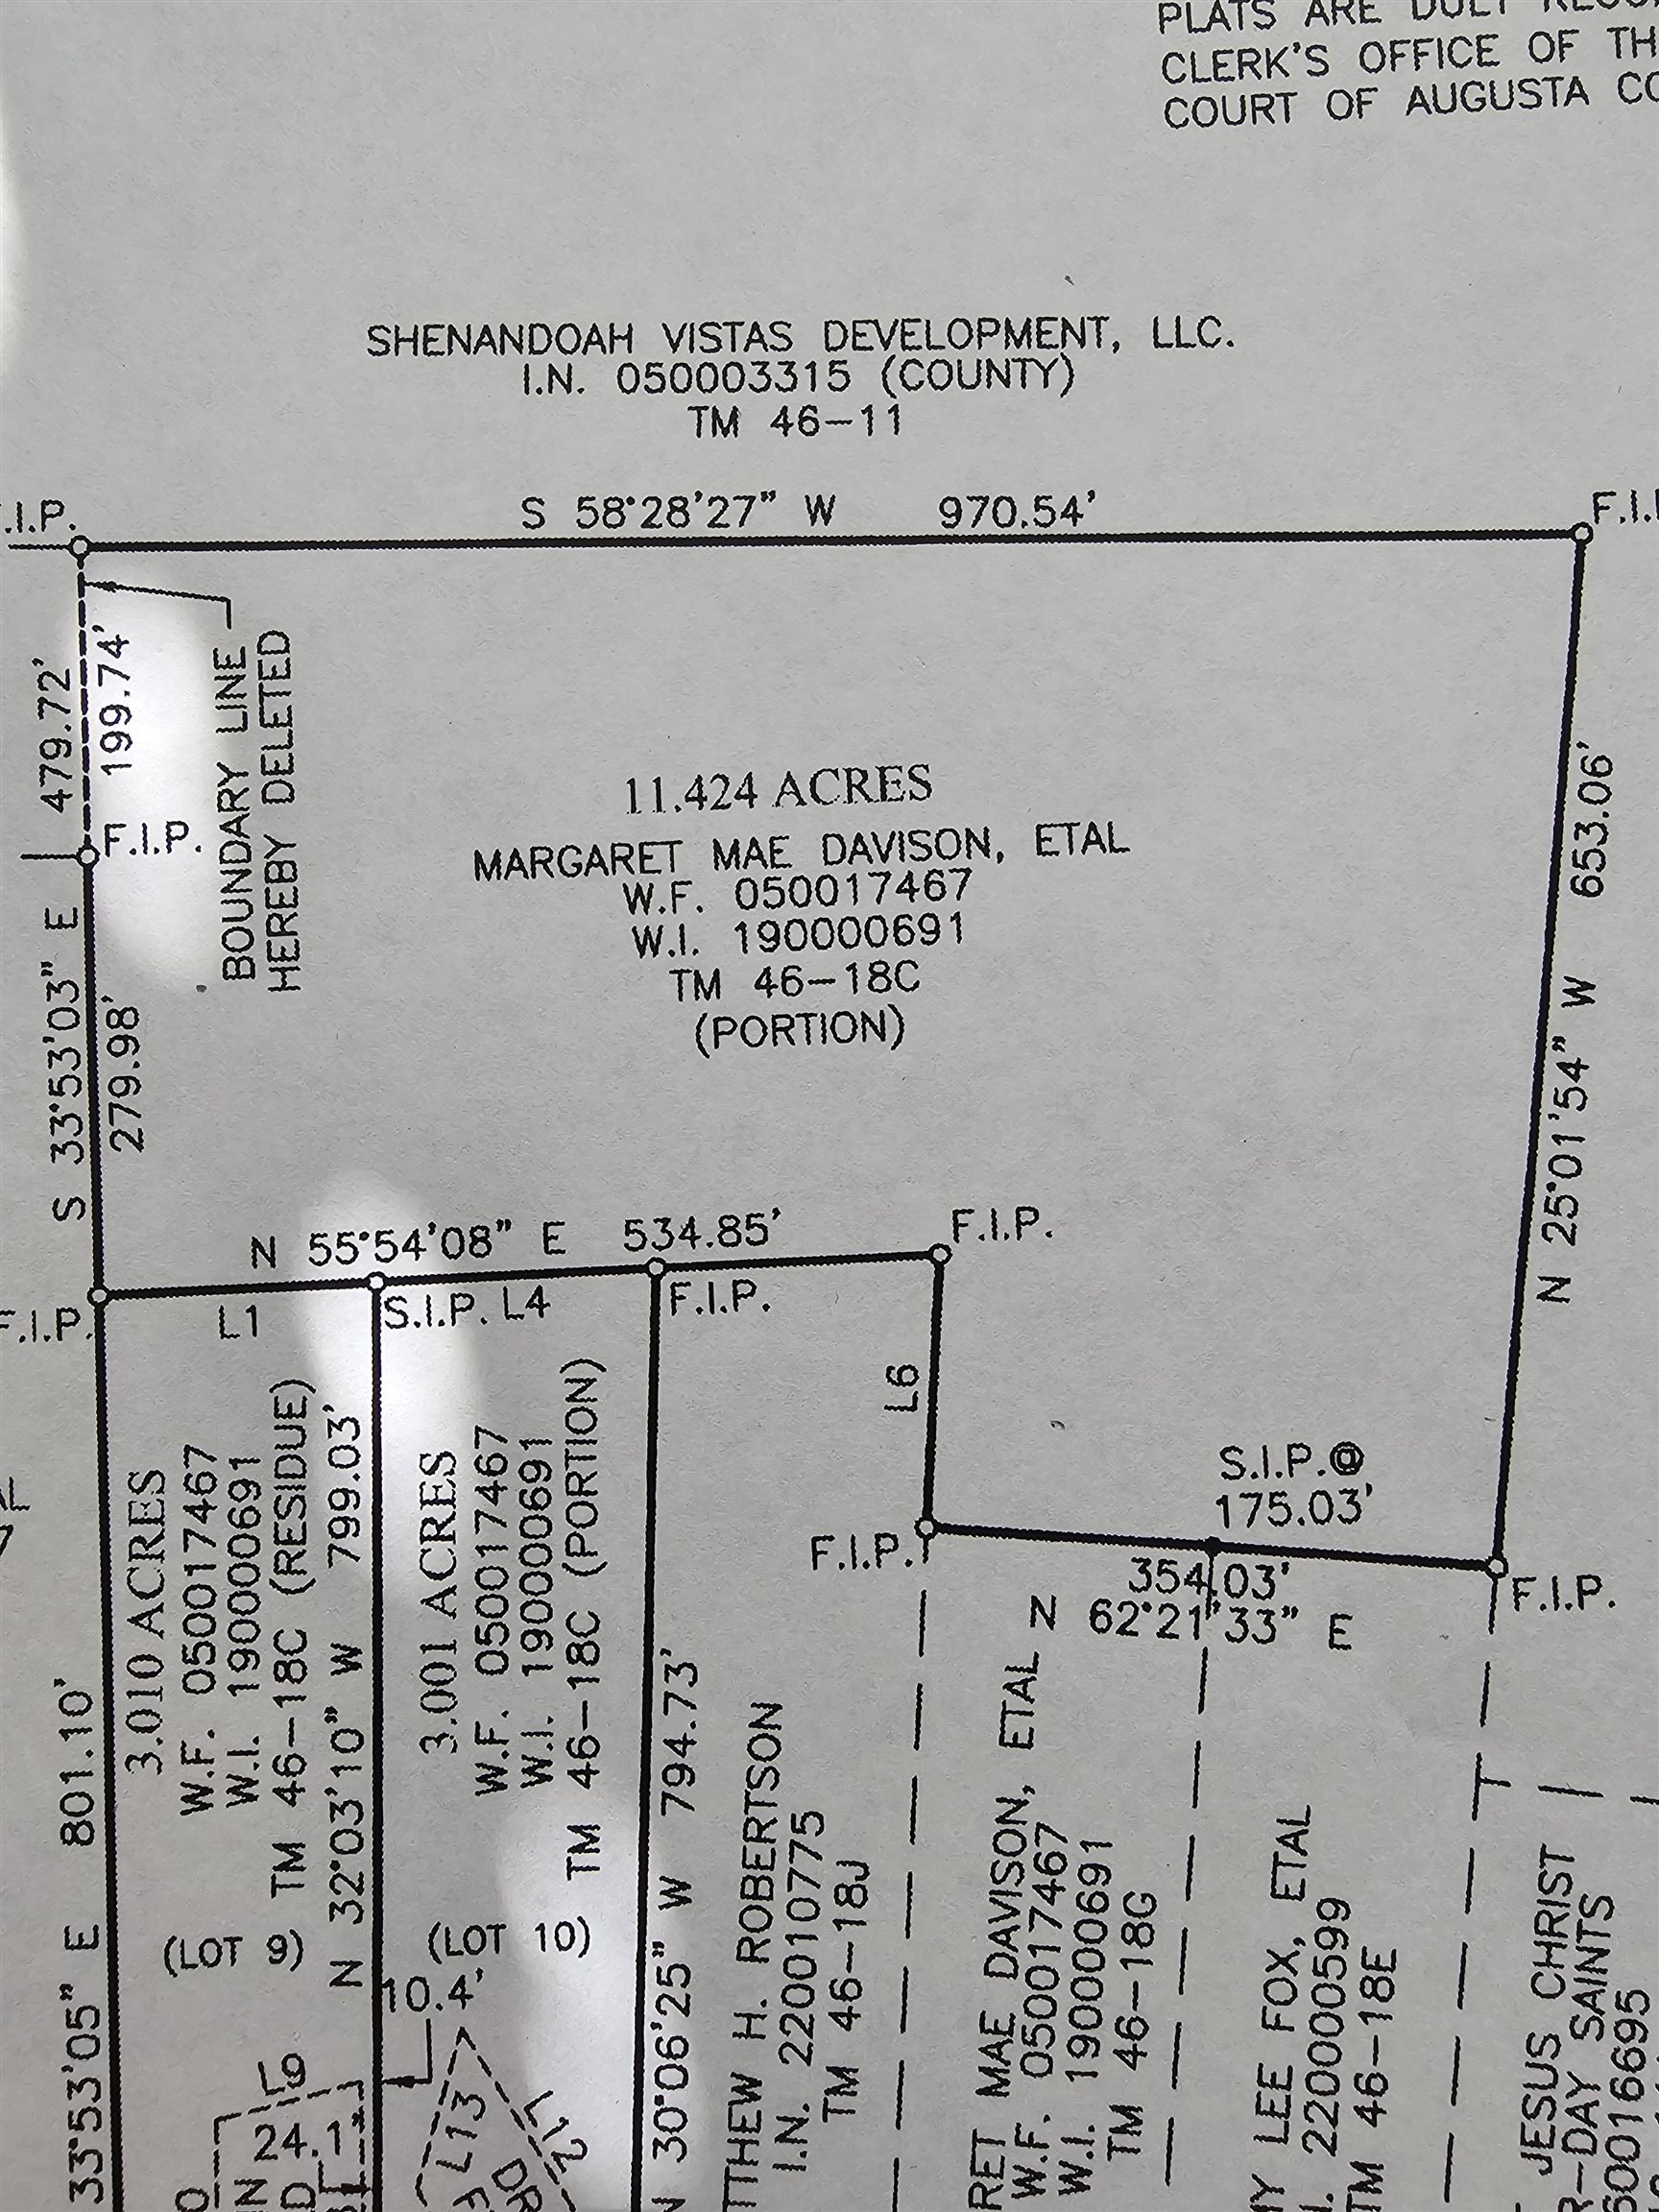 PLATS ARE DULY
CLERK'S OFFICE OF
COURT OF AUGUSTA
SHENANDOAH VISTAS DEVELOPMENT, LLC.
I.N. 050003315 (COUNTY)
TM 46-11
S 58°28'27" W 970.54'
F.I.P.
F.I.
479.72'
199.74'
BOUNDARY LINE
HEREBY DELETED
F.I.P.
S 33°53'03" E
279.98'
11.424 ACRES
MARGARET MAE DAVISON, ETAL
W.F. 050017467
W.I. 190000691
TM 46-18C
(PORTION)
N 25°01'54" W 653.06'
N 55°54'08" E 534.85'
F.I.P.
F.I.P.
L1
S.I.P.
L4
F.I.P.
L6
S.I.P.@
175.03'
F.I.P.
354.03'
N 62°21'33" E
F.I.P.
33°53'05" E 801.10'
3.010 ACRES
W.F. 050017467
W.I. 190000691
TM 46-18C (RESIDUE)
(LOT 9)
N 32°03'10" W 799.03'
3.001 ACRES
W.F. 050017467
W.I. 190000691
TM 46-18C (PORTION)
(LOT 10)
10.4'
N 30°06'25" W 794.73'
TTHEW H. ROBERTSON
I.N. 220010775
TM 46-18J
RET MAE DAVISON, ETAL
W.F. 050017467
W.I. 190000691
TM 46-18G
MY LEE FOX, ETAL
220000599
TM 46-18E
JESUS CHRIST
R-DAY SAINTS
0016695
L9
24.1'
L13
L12